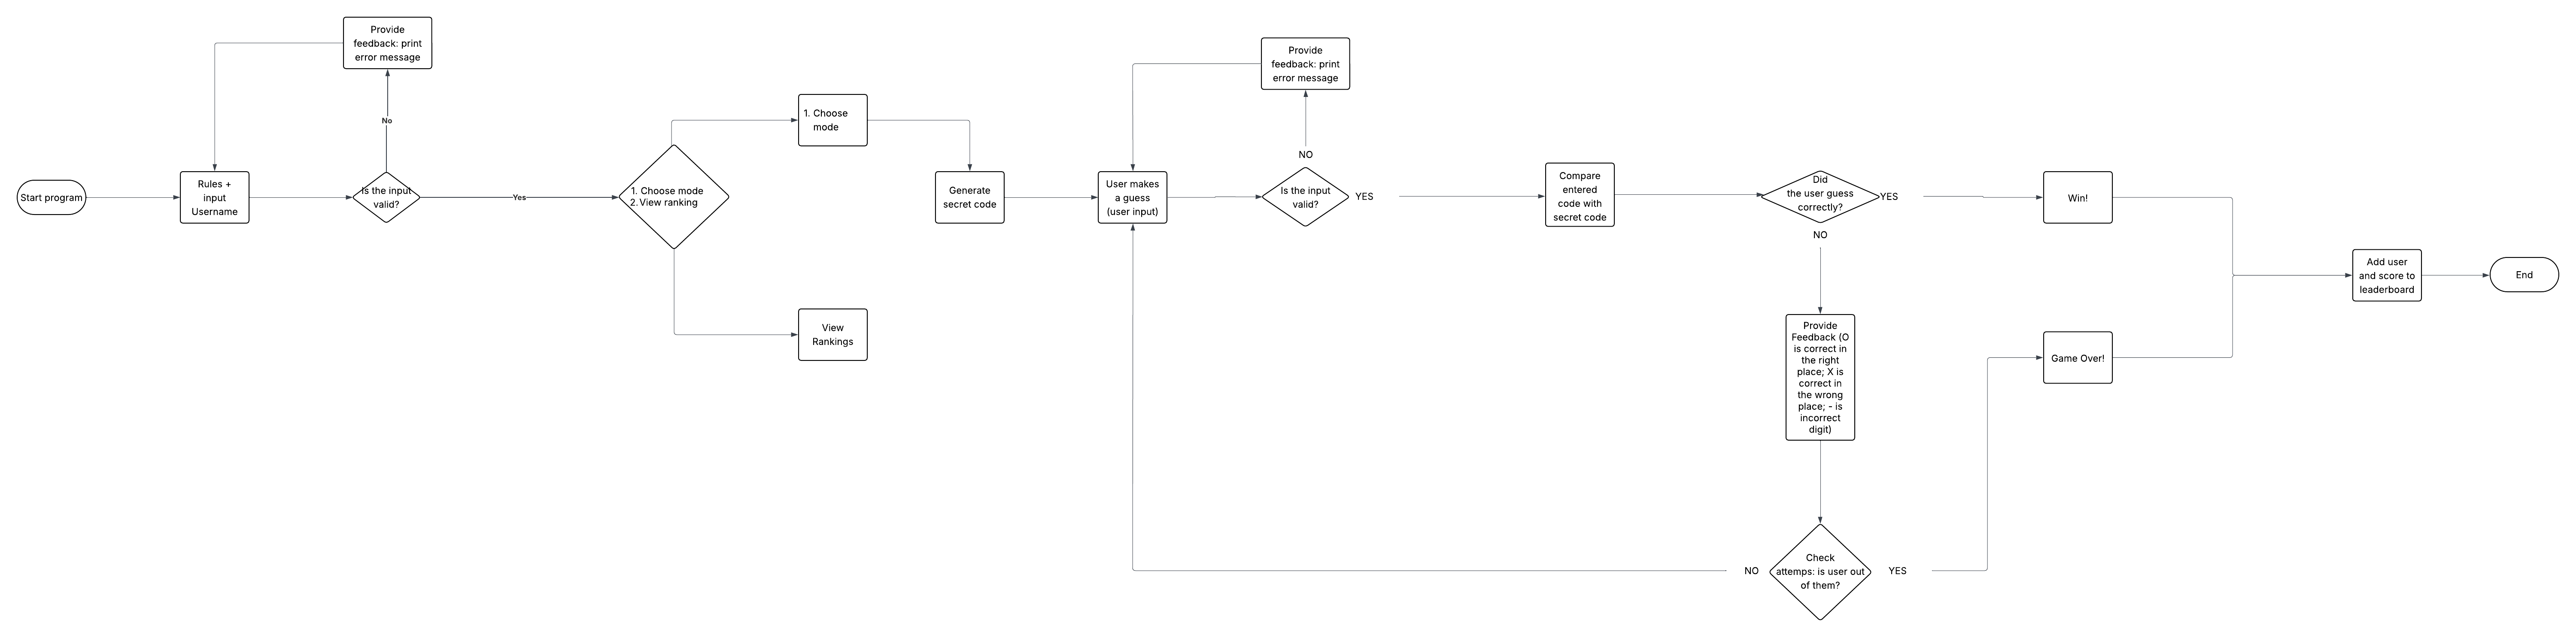 Start program
Rules +
input
Username
Is the input
valid?
No
Provide
feedback: print
error message
Yes
1. Choose mode
2. View ranking
1. Choose
mode
View
Rankings
Generate
secret code
User makes
a guess
(user input)
Is the input
valid?
NO
Provide
feedback: print
error message
YES
Compare
entered
code with
secret code
Did
the user guess
correctly?
YES
NO
Provide
Feedback (O
is correct in
the right
place; X is
correct in
the wrong
place; - is
incorrect
digit)
Check
attemps: is user out
of them?
NO
YES
Win!
Game Over!
Add user
and score to
leaderboard
End